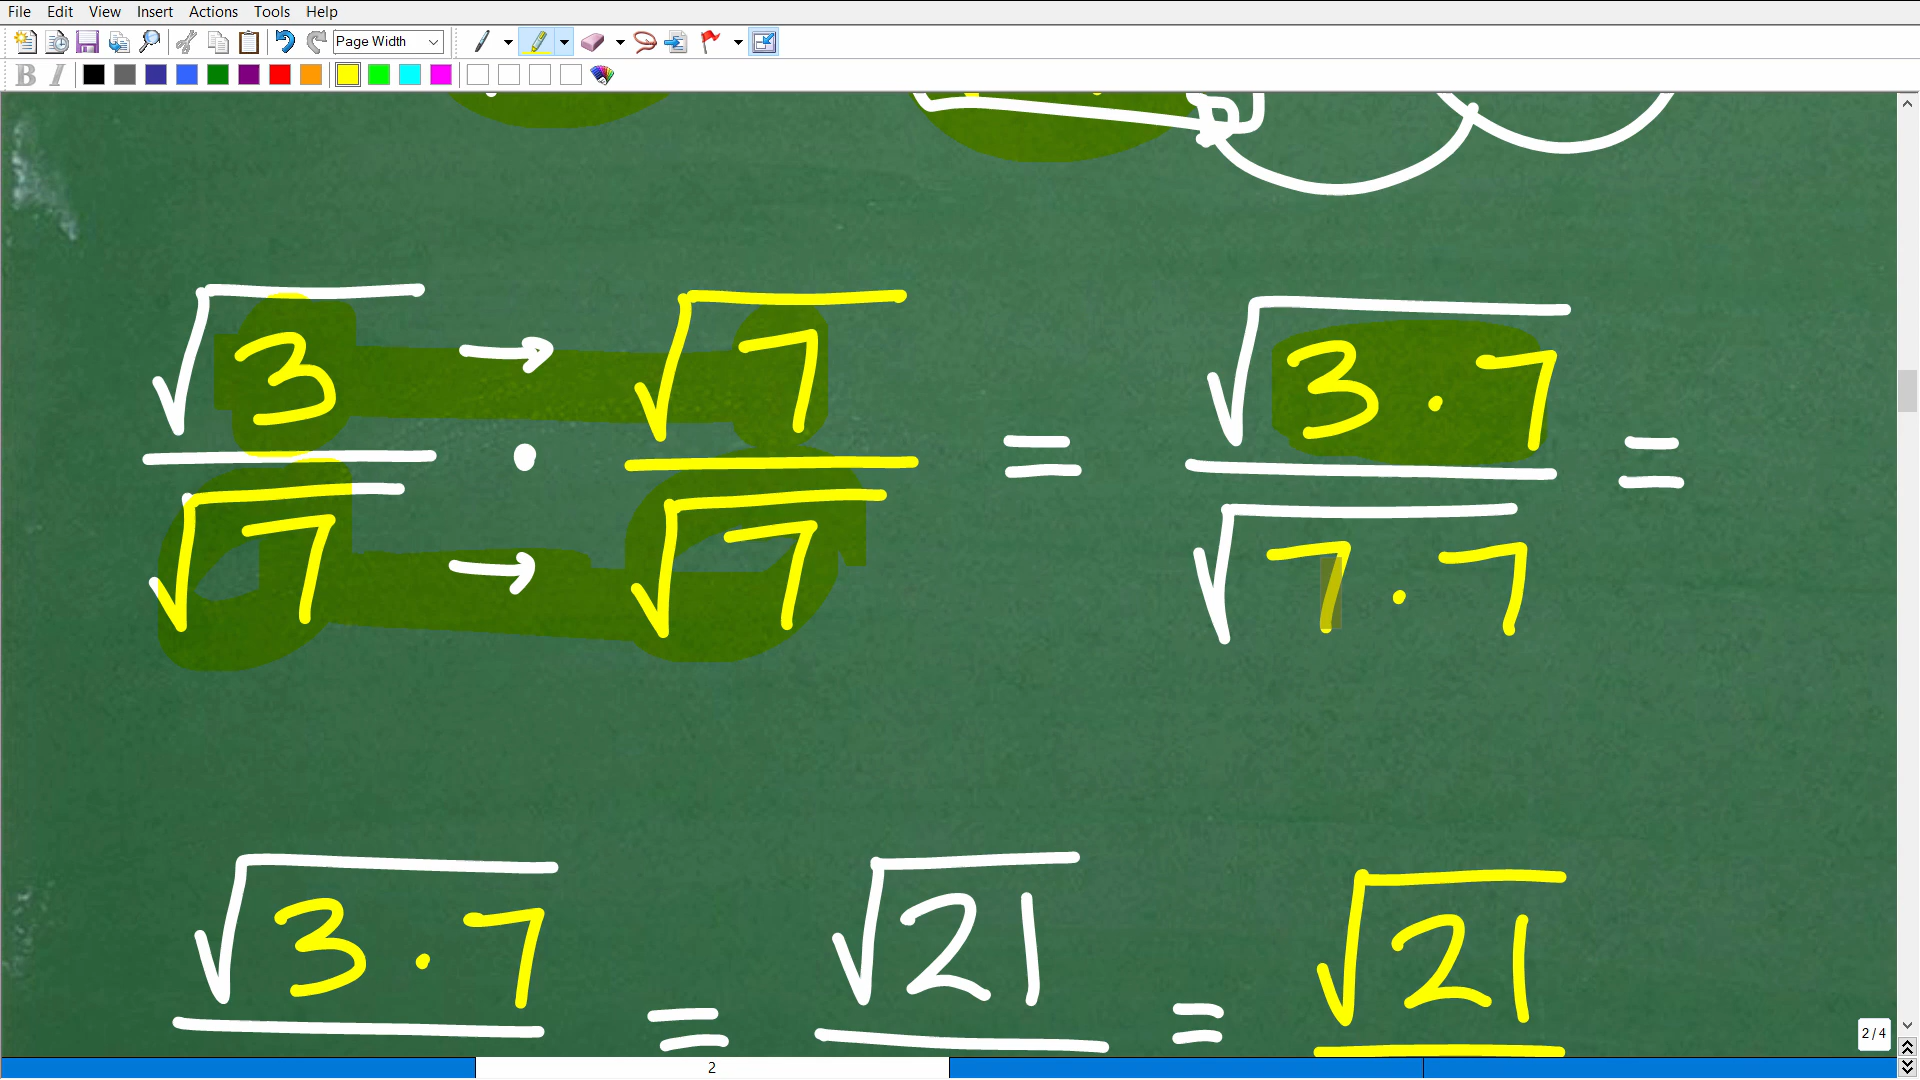 File Edit View Insert Actions Tools Help
Page Width
B I
√3 → √7 = √3·7 =
·
√7 → √7 √7·7
√3·7 = √21 = √21
2 / 4
2